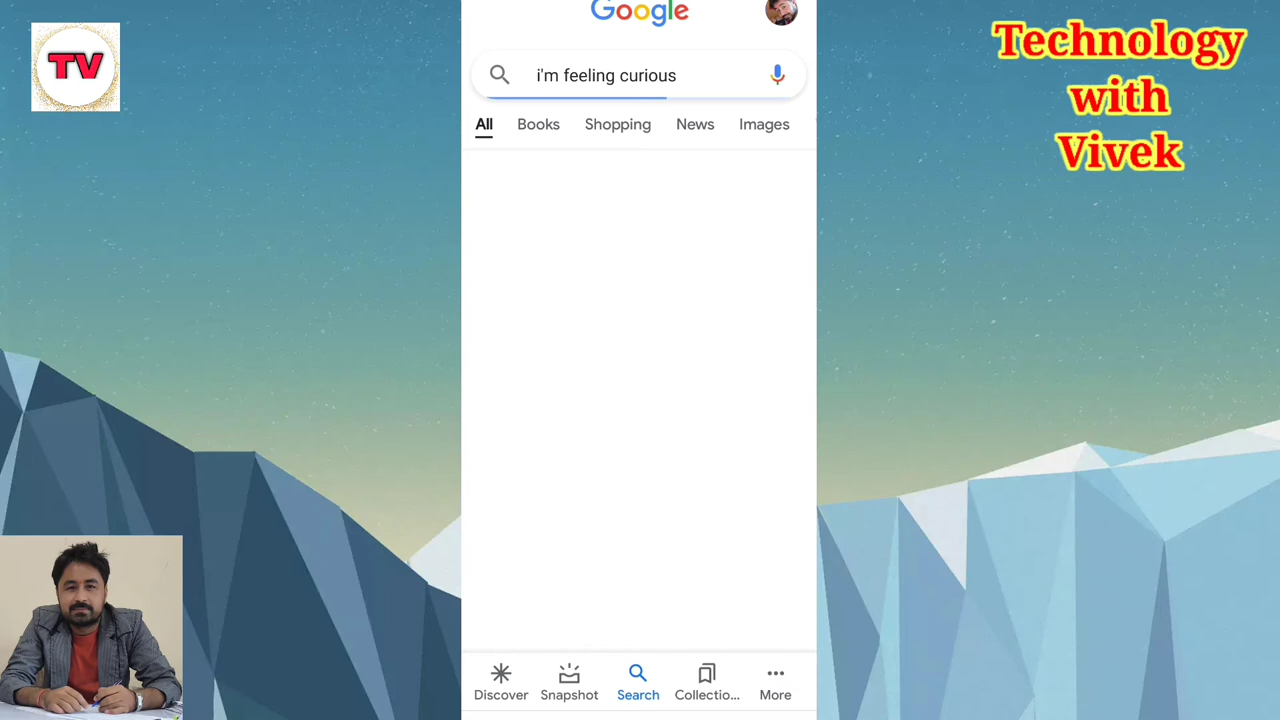 TV
Technology
with
Vivek
Google
i'm feeling curious
All Books Shopping News Images
Discover Snapshot Search Collectio... More